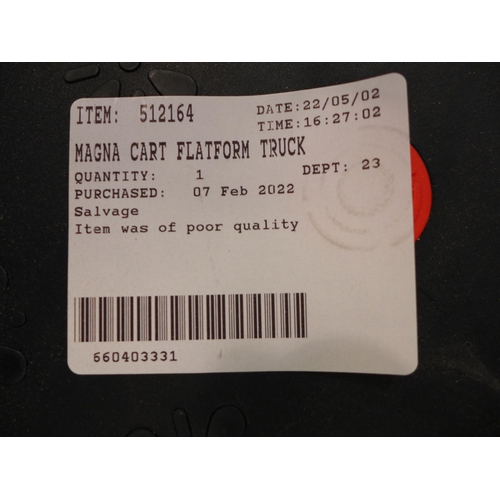 ITEM: 512164 DATE:22/05/02
TIME:16:27:02
MAGNA CART FLATFORM TRUCK
QUANTITY: 1 DEPT: 23
PURCHASED: 07 Feb 2022
Salvage
Item was of poor quality
660403331